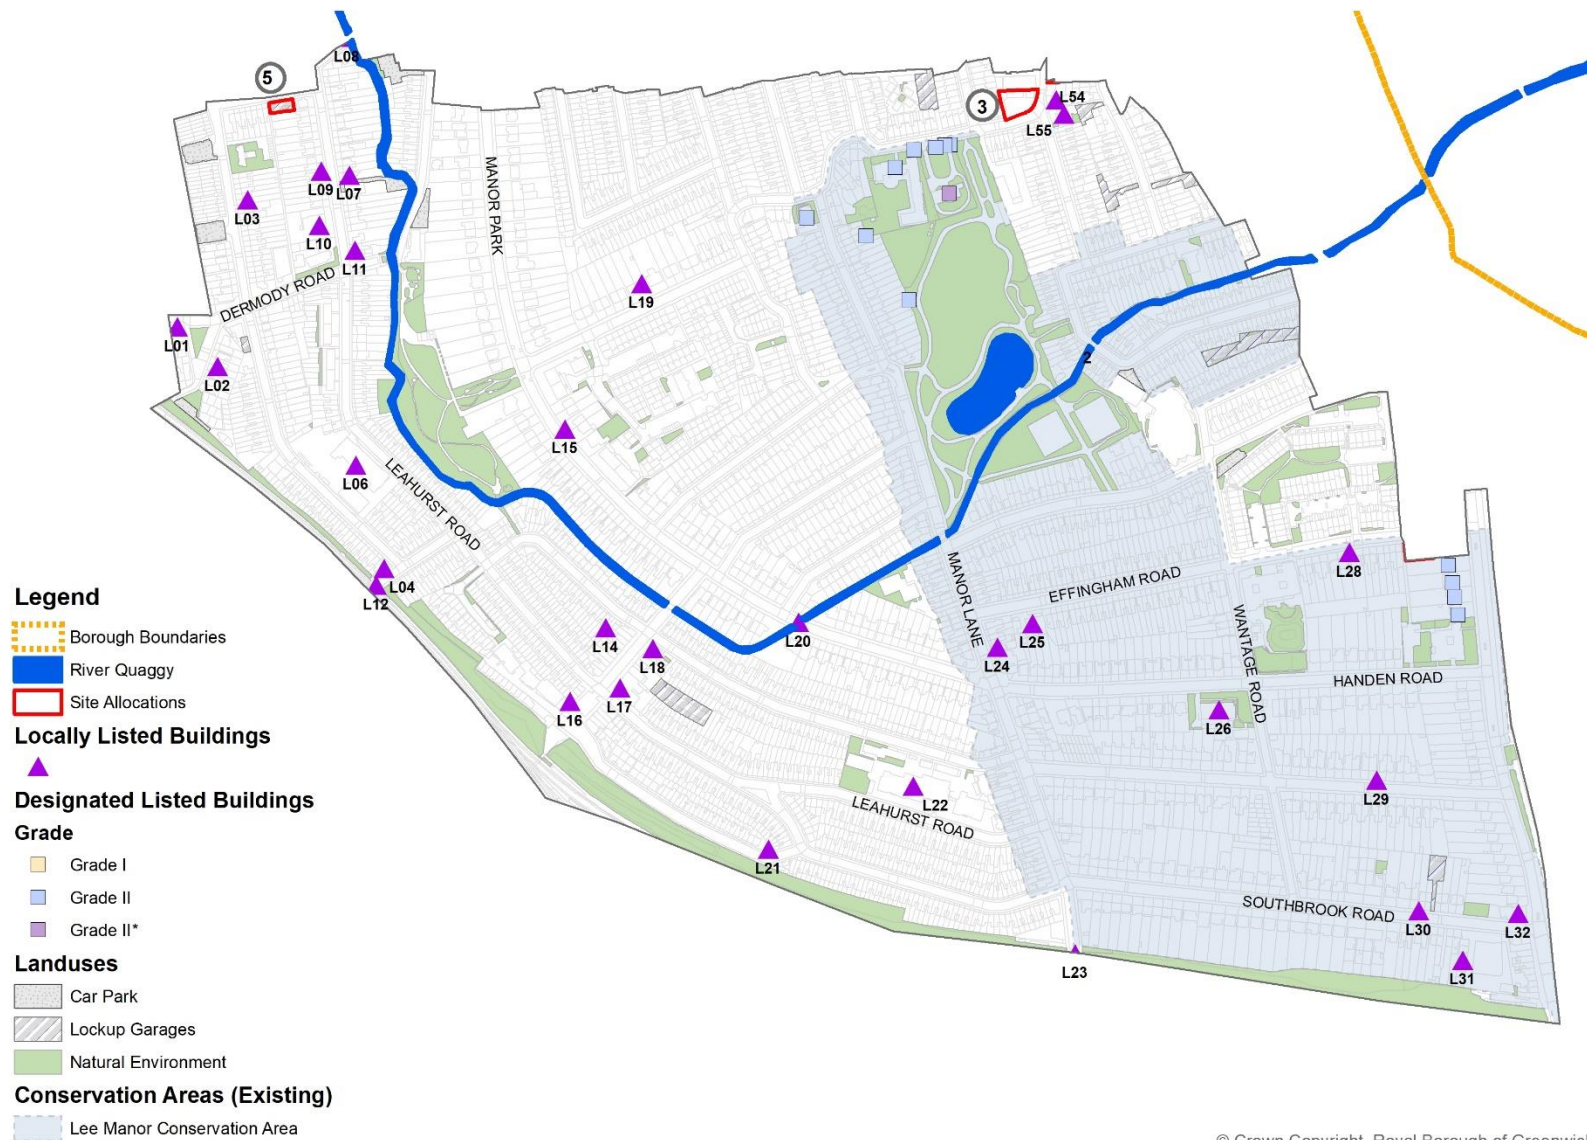 L08
5
3
L54
L55
MANOR PARK
L09
L07
L03
L10
L11
DERMODY ROAD
L19
L01
L02
2
L15
L06
LEAHURST ROAD
MANOR LANE
EFFINGHAM ROAD
L28
L04
L12
L14
L18
L20
L25
L24
WANTAGE ROAD
HANDEN ROAD
L16
L17
L26
L22
LEAHURST ROAD
L29
L21
SOUTHBROOK ROAD
L30
L32
L23
L31
Legend
Borough Boundaries
River Quaggy
Site Allocations
Locally Listed Buildings
Designated Listed Buildings
Grade
Grade I
Grade II
Grade II*
Landuses
Car Park
Lockup Garages
Natural Environment
Conservation Areas (Existing)
Lee Manor Conservation Area
© Crown Copyright, Royal Borough of Greenwich